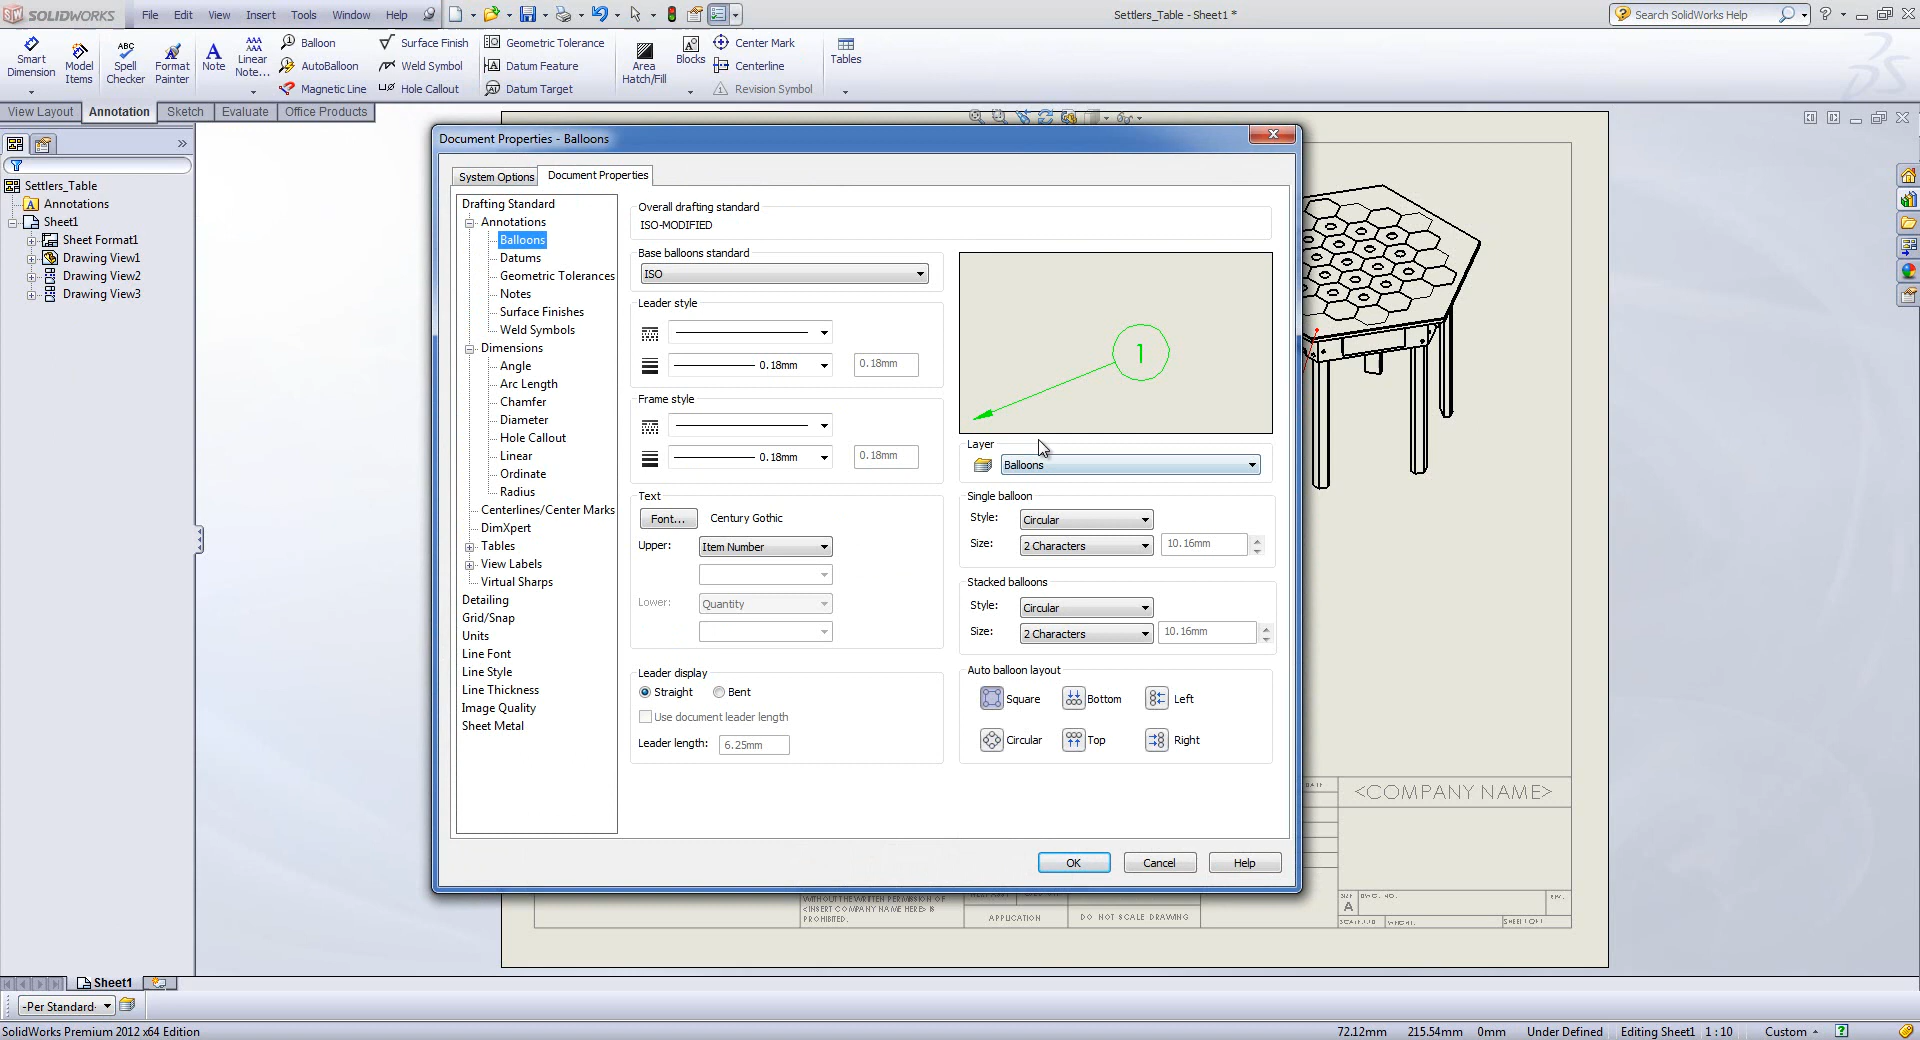 SOLIDWORKS File Edit View Insert Tools Window Help Settlers_Table - Sheet1 * Search SolidWorks Help
Smart Dimension
Model Items
Spell Checker
Format Painter
Note
Linear Note...
Balloon
AutoBalloon
Magnetic Line
Surface Finish
Weld Symbol
Hole Callout
Geometric Tolerance
Datum Feature
Datum Target
Area Hatch/Fill
Blocks
Center Mark
Centerline
Revision Symbol
Tables
View Layout Annotation Sketch Evaluate Office Products
Settlers_Table
Annotations
Sheet1
Sheet Format1
Drawing View1
Drawing View2
Drawing View3
Document Properties - Balloons
System Options Document Properties
Drafting Standard
Annotations
Balloons
Datums
Geometric Tolerances
Notes
Surface Finishes
Weld Symbols
Dimensions
Angle
Arc Length
Chamfer
Diameter
Hole Callout
Linear
Ordinate
Radius
Centerlines/Center Marks
DimXpert
Tables
View Labels
Virtual Sharps
Detailing
Grid/Snap
Units
Line Font
Line Style
Line Thickness
Image Quality
Sheet Metal
Overall drafting standard
ISO-MODIFIED
Base balloons standard
ISO
Leader style
0.18mm 0.18mm
Frame style
0.18mm 0.18mm
Text
Font... Century Gothic
Upper: Item Number
Lower: Quantity
Leader display
Straight Bent
Use document leader length
Leader length: 6.25mm
1
Layer
Balloons
Single balloon
Style: Circular
Size: 2 Characters 10.16mm
Stacked balloons
Style: Circular
Size: 2 Characters 10.16mm
Auto balloon layout
Square Bottom Left
Circular Top Right
OK Cancel Help
<COMPANY NAME>
WITHOUT THE WRITTEN PERMISSION OF
<INSERT COMPANY NAME HERE> IS
PROHIBITED.
APPLICATION
DO NOT SCALE DRAWING
A
Sheet1
-Per Standard-
SolidWorks Premium 2012 x64 Edition 72.12mm 215.54mm 0mm Under Defined Editing Sheet1 1 : 10 Custom